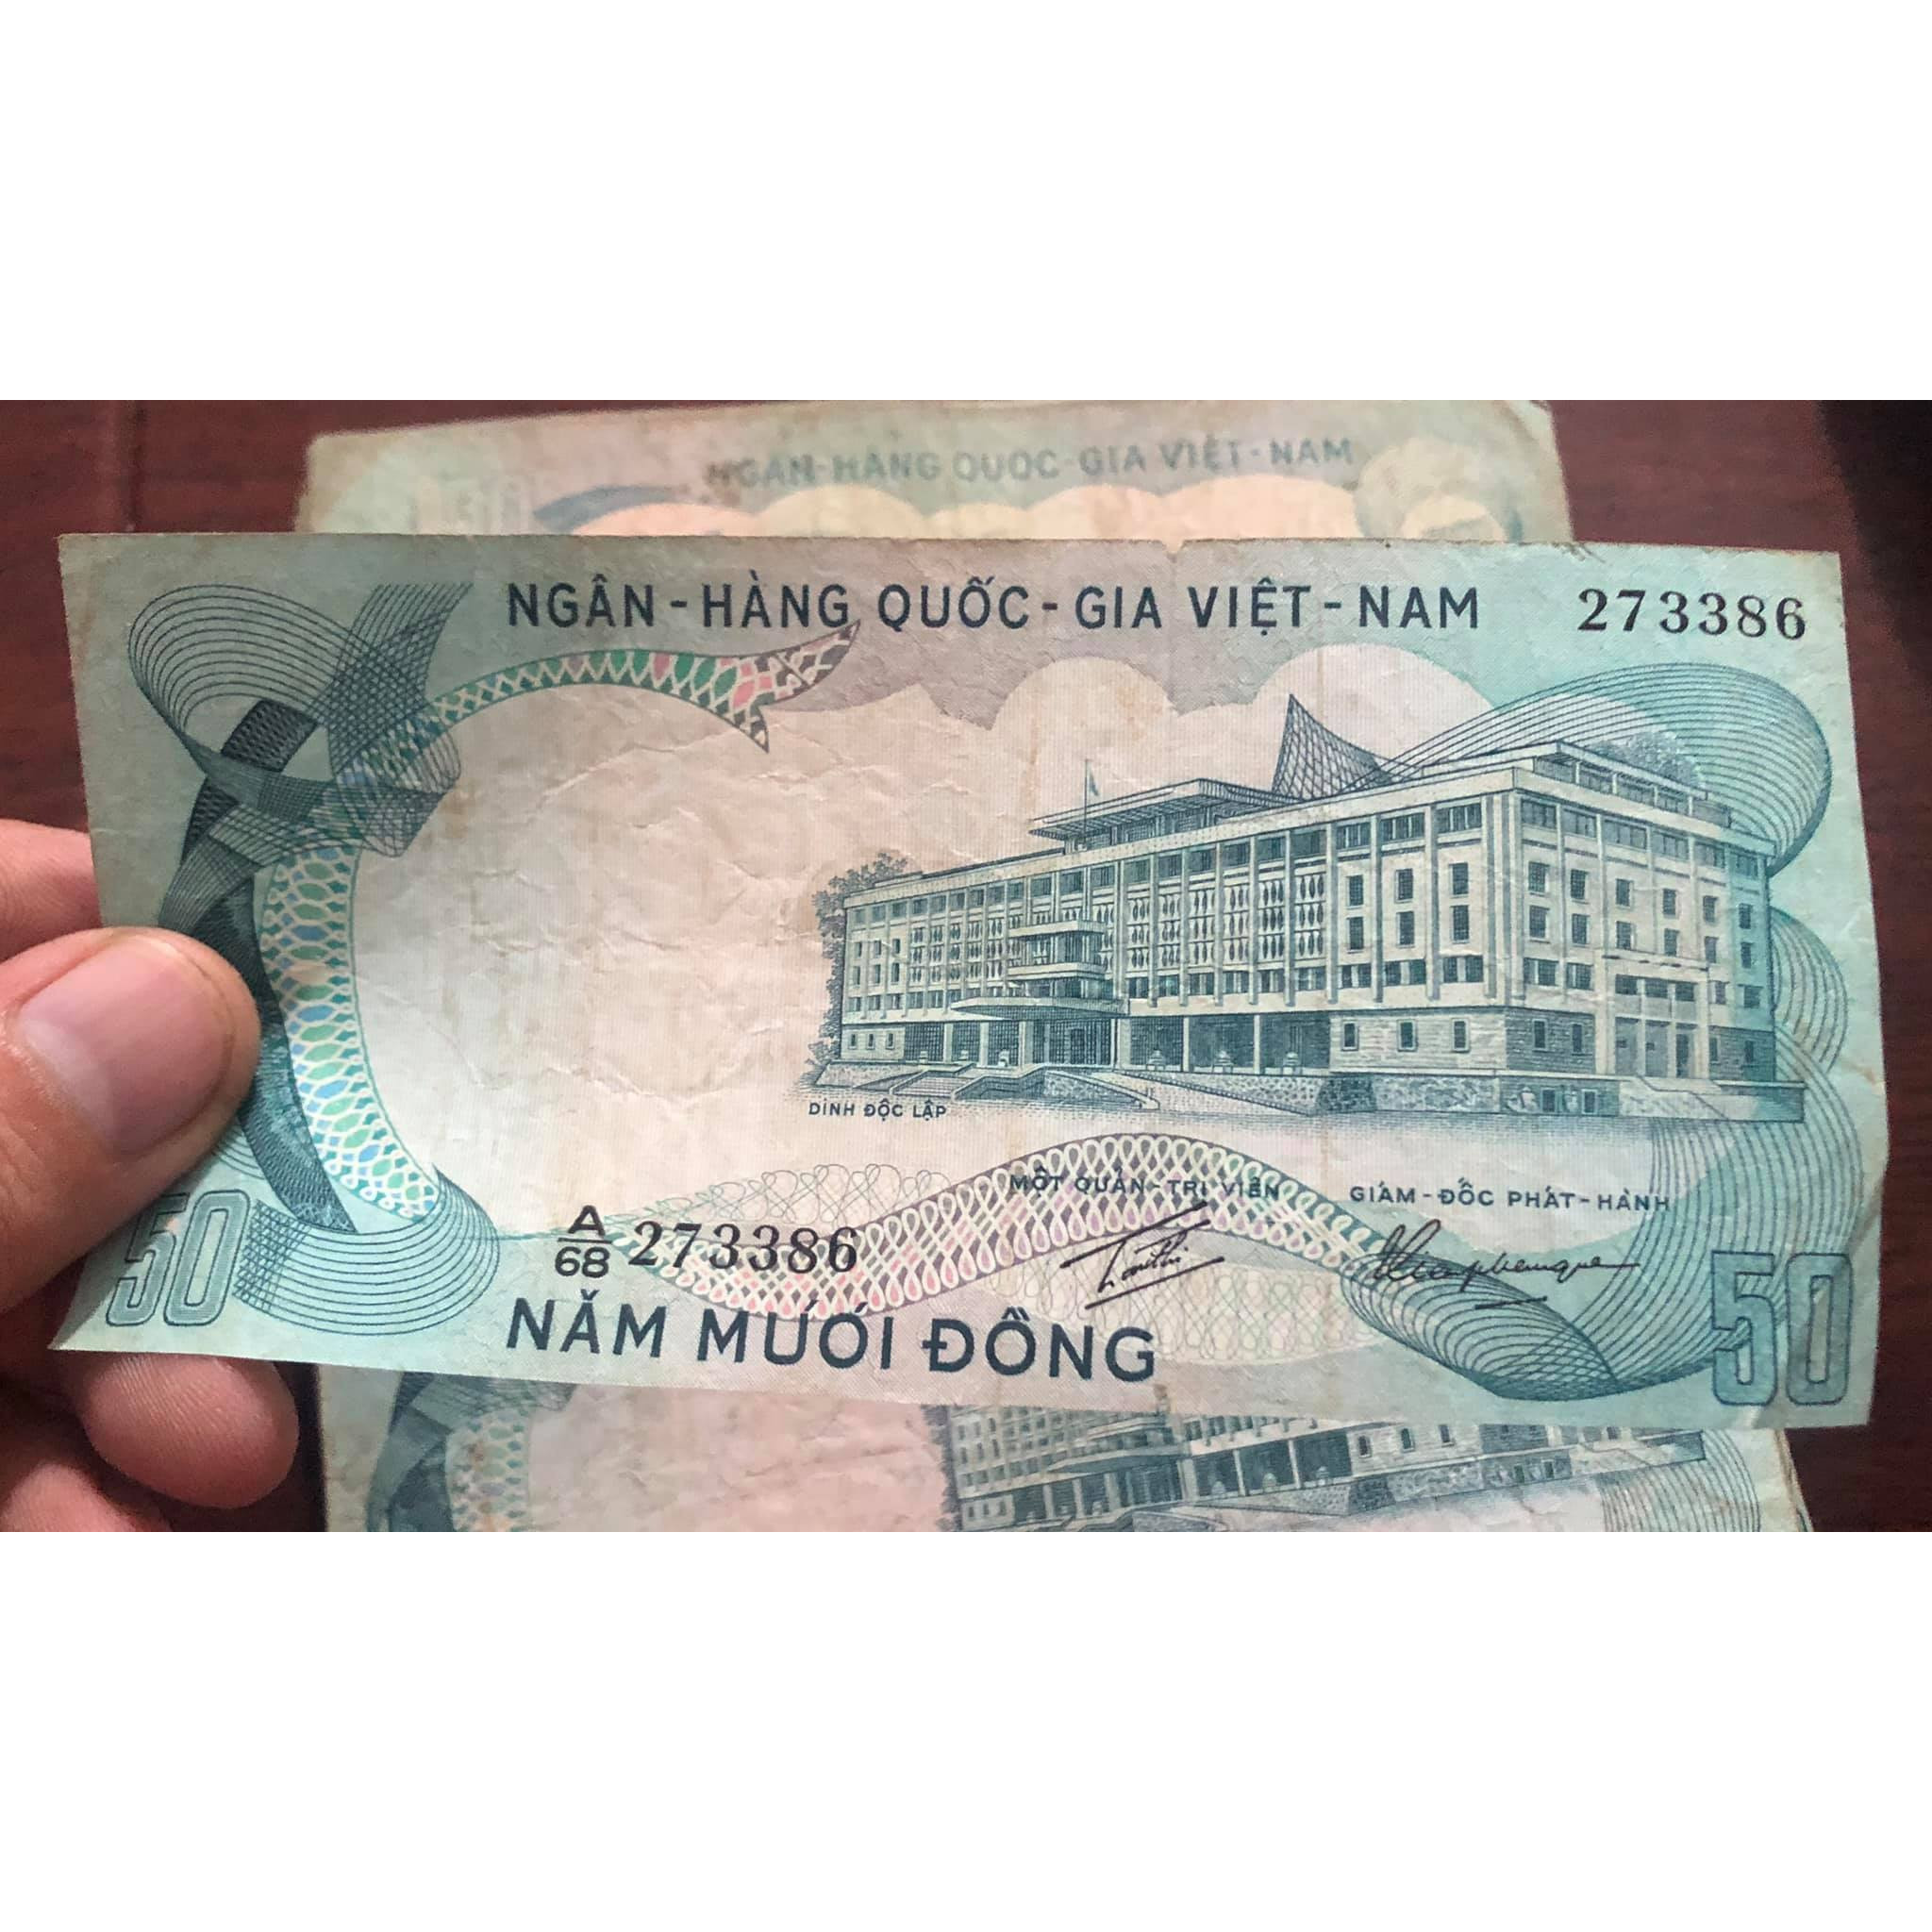 NGÂN-HÀNG QUỐC-GIA VIỆT-NAM
NGÂN - HÀNG QUỐC - GIA VIỆT - NAM 273386
DINH ĐỘC LẬP
MỘT QUẢN - TRỊ VIÊN GIÁM - ĐỐC PHÁT - HÀNH
A
68 273386
50 50
NĂM MƯƠI ĐỒNG